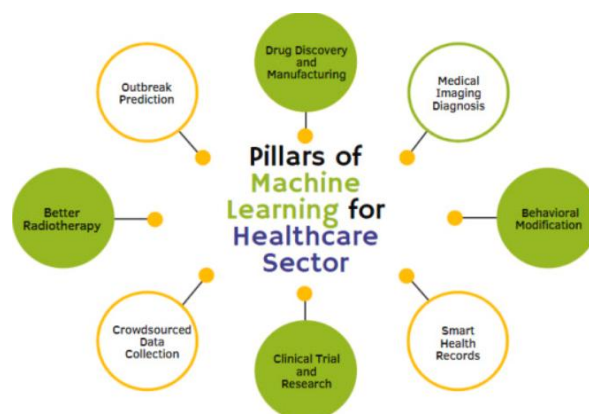 Drug Discovery
and
Manufacturing
Outbreak
Prediction
Medical
Imaging
Diagnosis
Pillars of
Machine
Learning for
Healthcare
Sector
Better
Radiotherapy
Behavioral
Modification
Crowdsourced
Data
Collection
Clinical Trial
and
Research
Smart
Health
Records